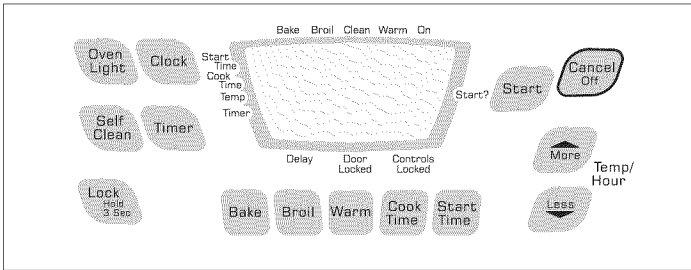 Bake Broil Clean Warm On
Oven
Light
Clock
Start
Time
Cook
Time
Temp
Timer
Start?
Start
Cancel
Off
Self
Clean
Timer
Delay
Door
Locked
Controls
Locked
More
Temp/
Hour
Less
Lock
Hold
3 Sec
Bake
Broil
Warm
Cook
Time
Start
Time